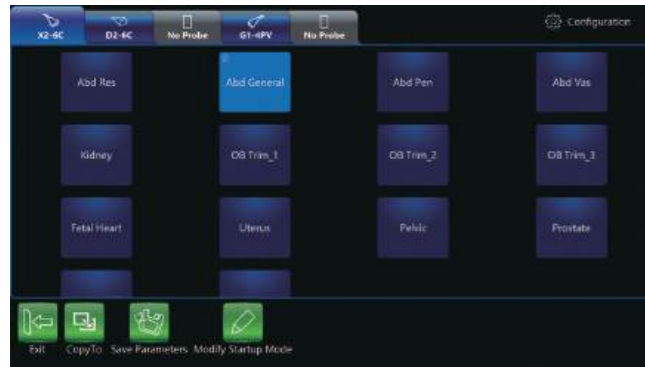 X2-6C D2-6C No Probe G1-4PV No Probe Configuration
Abd Res Abd General Abd Pen Abd Vas
Kidney OB Trim_1 OB Trim_2 OB Trim_3
Fetal Heart Uterus Pelvic Prostate
Exit CopyTo Save Parameters Modify Startup Mode